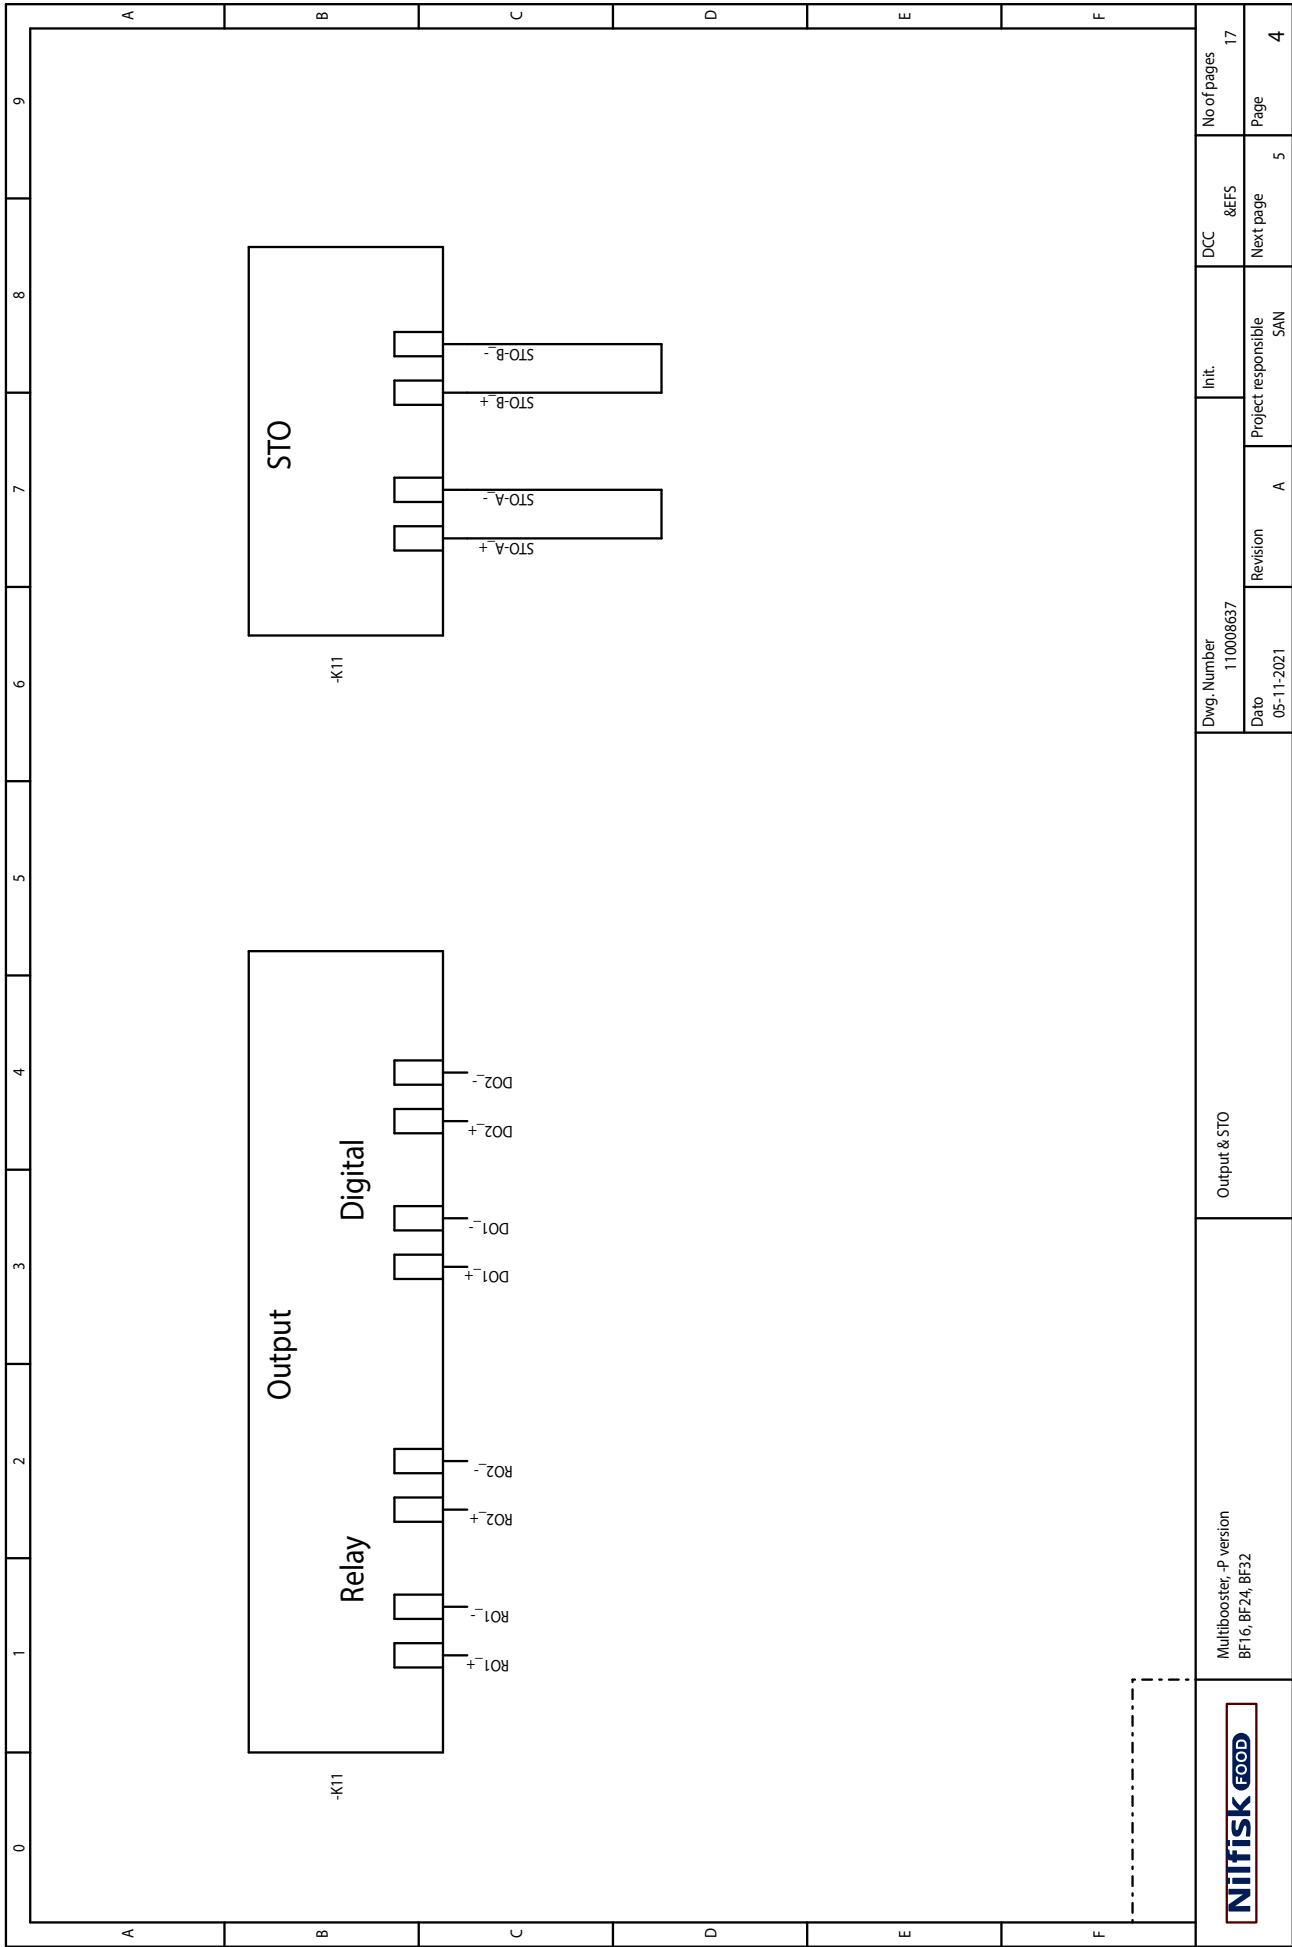 0 1 2 3 4 5 6 7 8 9
A
B
C
D
E
F
A
B
C
D
E
F
-K11
Output
Relay
Digital
RO1_+
RO1_-
RO2_+
RO2_-
DO1_+
DO1_-
DO2_+
DO2_-
-K11
STO
STO-A_+
STO-A_-
STO-B_+
STO-B_-
Nilfisk FOOD
Multibooster, -P version
BF16, BF24, BF32
Output & STO
Dwg. Number
110008637
Init.
DCC
&EFS
No of pages
17
Dato
05-11-2021
Revision
A
Project responsible
SAN
Next page
5
Page
4